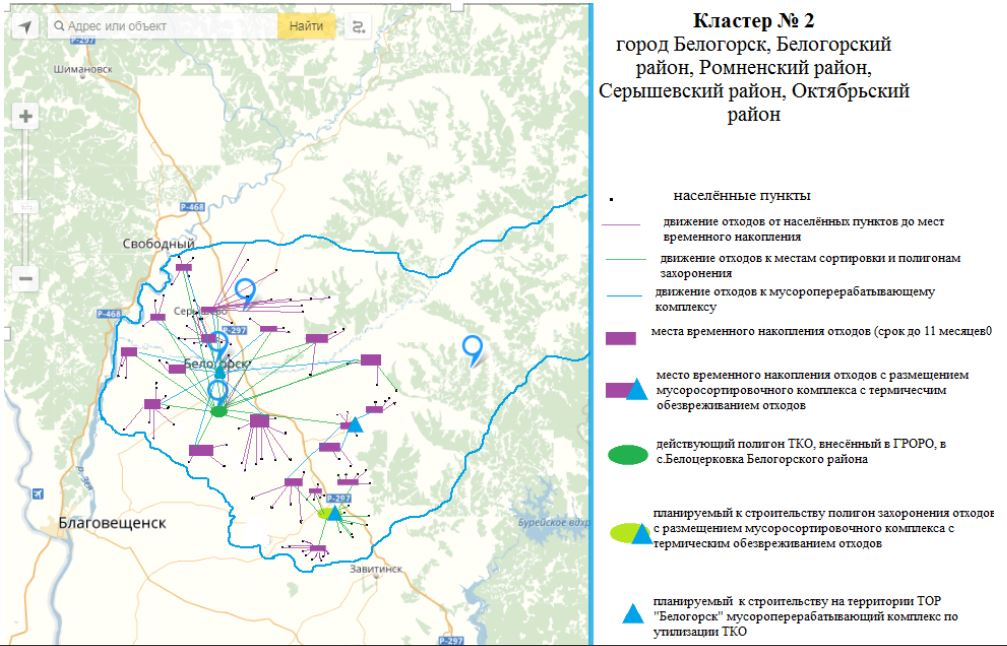 Адрес или объект
Найти
Р-297
Шимановск
Р-468
Свободный
Р-468
Р-297
Белогорск
Р-297
Благовещенск
Бурейское вдхр
Завитинск
Р-297
Кластер № 2
город Белогорск, Белогорский
район, Ромненский район,
Серышевский район, Октябрьский
район
населённые пункты
движение отходов от населённых пунктов до мест
временного накопления
движение отходов к местам сортировки и полигонам
захоронения
движение отходов к мусороперерабатывающему
комплексу
места временного накопления отходов (срок до 11 месяцев0
место временного накопления отходов с размещением
мусоросортировочного комплекса с термичесчим
обезвреживанием отходов
действующий полигон ТКО, внесённый в ГРОРО, в
с.Белоцерковка Белогорского района
планируемый к строительству полигон захоронения отходов
с размещением мусоросортировочного комплекса с
термическим обезвреживанием отходов
планируемый к строительству на территории ТОР
"Белогорск" мусороперерабатывающий комплекс по
утилизации ТКО